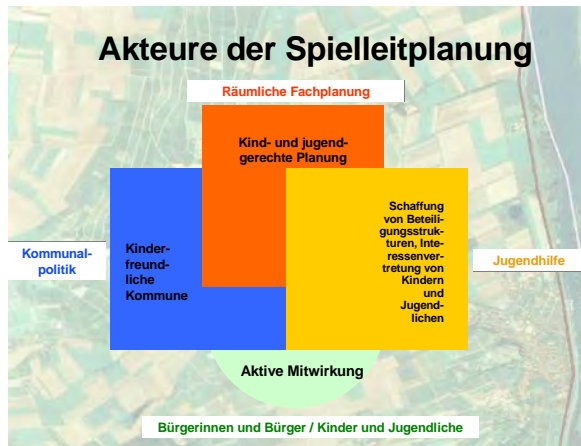 Akteure der Spielleitplanung
Räumliche Fachplanung
Kind- und jugend-
gerechte Planung
Kommunal-
politik
Kinder-
freund-
liche
Kommune
Schaffung
von Beteili-
gungsstruk-
turen, Inte-
ressenver-
tretung von
Kindern
und
Jugend-
lichen
Jugendhilfe
Aktive Mitwirkung
Bürgerinnen und Bürger / Kinder und Jugendliche